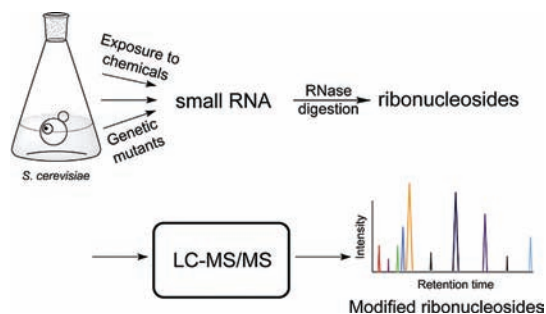 Exposure to
chemicals
Genetic
mutants
S. cerevisiae
small RNA
RNase
digestion
ribonucleosides
LC-MS/MS
Intensity
Retention time
Modified ribonucleosides